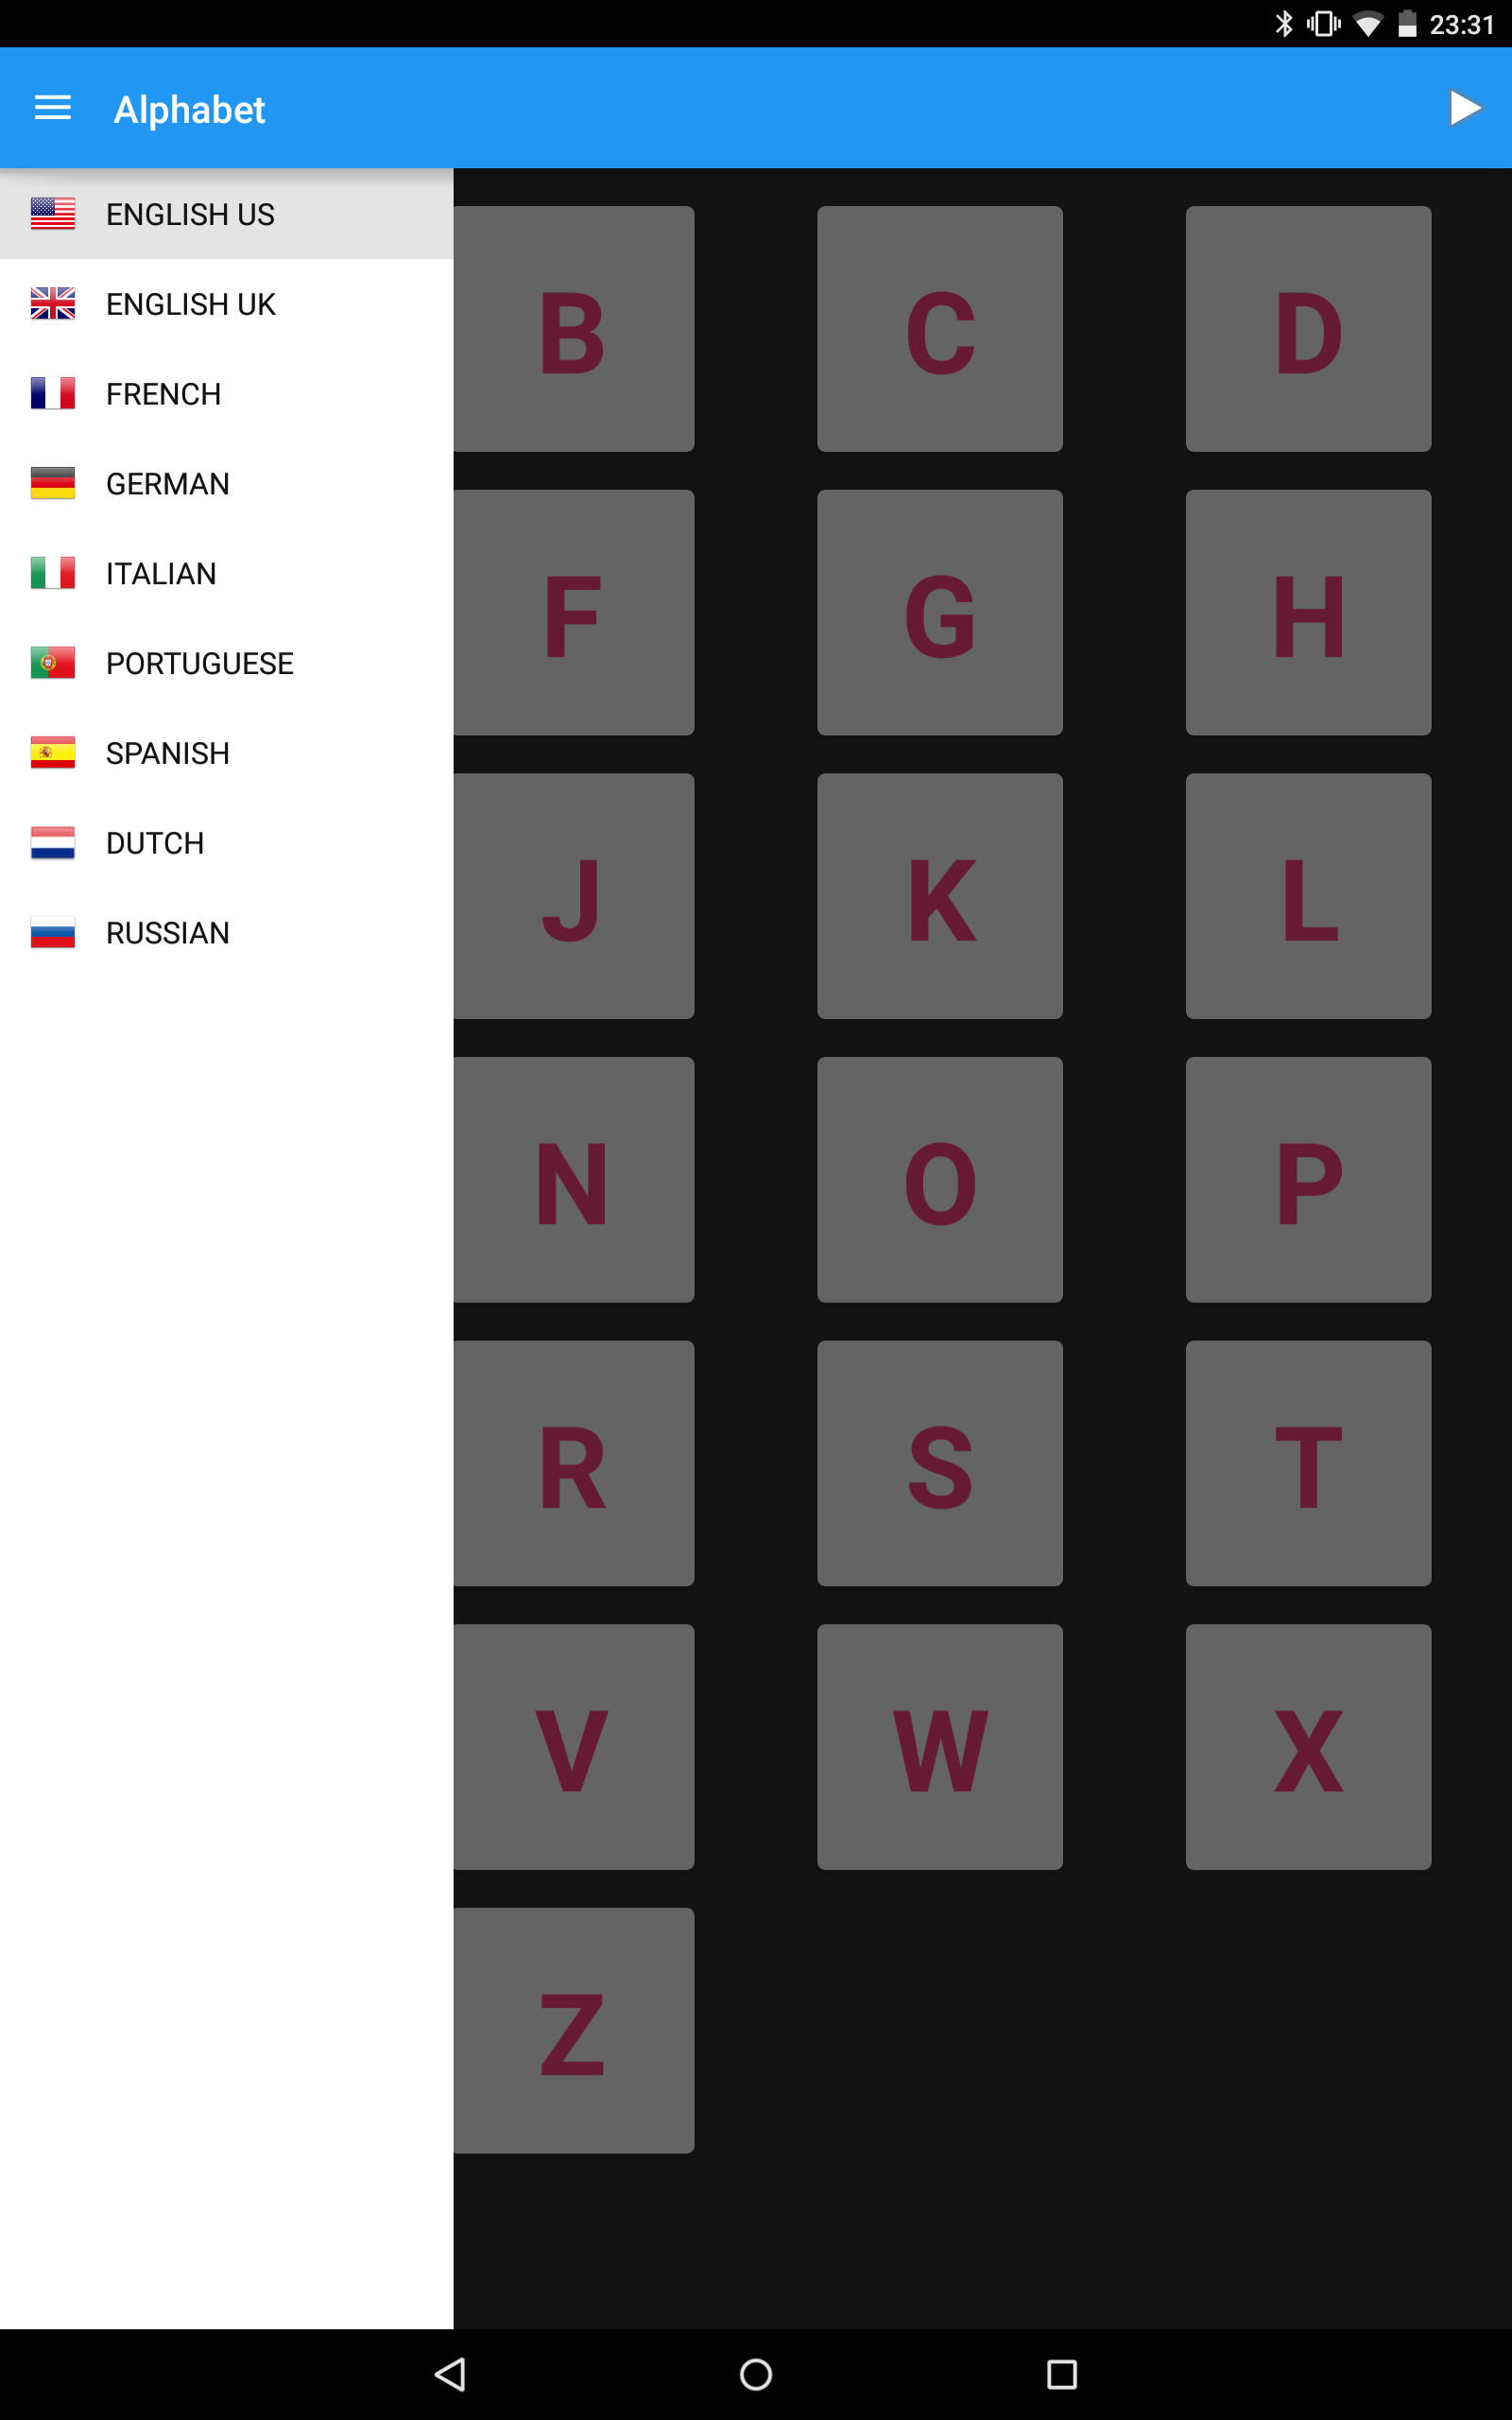 23:31
Alphabet
ENGLISH US
ENGLISH UK
FRENCH
GERMAN
ITALIAN
PORTUGUESE
SPANISH
DUTCH
RUSSIAN
B C D
F G H
J K L
N O P
R S T
V W X
Z